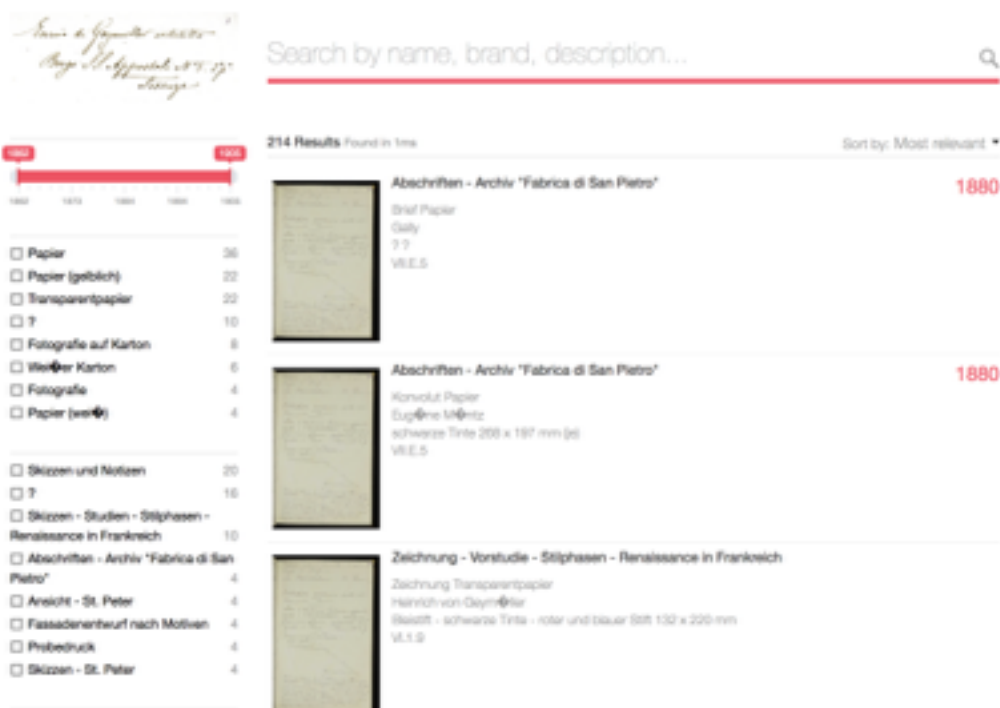 Search by name, brand, description...
214 Results Found in 1ms
Sort by: Most relevant
Papier 36
Papier (gelblich) 22
Transparentpapier 22
? 10
Fotografie auf Karton 8
Wei�er Karton 6
Fotografie 4
Papier (wei�) 4
Skizzen und Notizen 20
? 16
Skizzen - Studien - Stilphasen -
Renaissance in Frankreich 10
Abschriften - Archiv "Fabrica di San
Pietro" 4
Ansicht - St. Peter 4
Fassadenentwurf nach Motiven 4
Probedruck 4
Skizzen - St. Peter 4
Abschriften - Archiv "Fabrica di San Pietro" 1880
Brief Papier
? ?
VII.E.5
Abschriften - Archiv "Fabrica di San Pietro" 1880
Konvolut Papier
Eug�ne M�ntz
schwarze Tinte 268 x 197 mm (je)
VII.E.5
Zeichnung - Vorstudie - Stilphasen - Renaissance in Frankreich
Zeichnung Transparentpapier
Heinrich von Geym�ller
Bleistift - schwarze Tinte - roter und blauer Stift 132 x 220 mm
VI.1.9